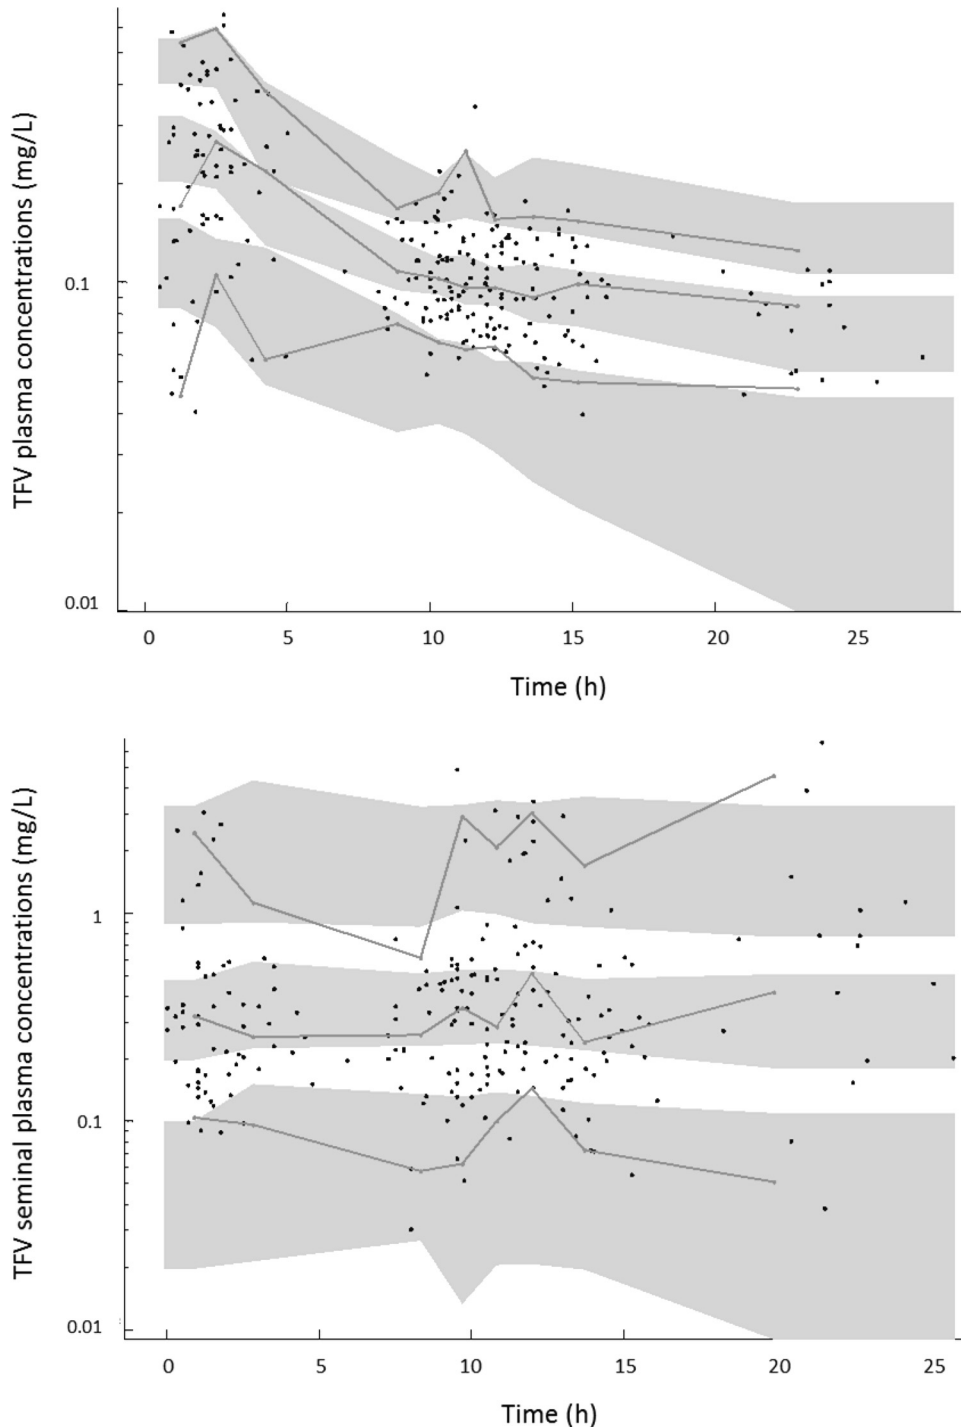 TFV plasma concentrations (mg/L)
0.1
0.01
0 5 10 15 20 25
Time (h)
TFV seminal plasma concentrations (mg/L)
1
0.1
0.01
0 5 10 15 20 25
Time (h)